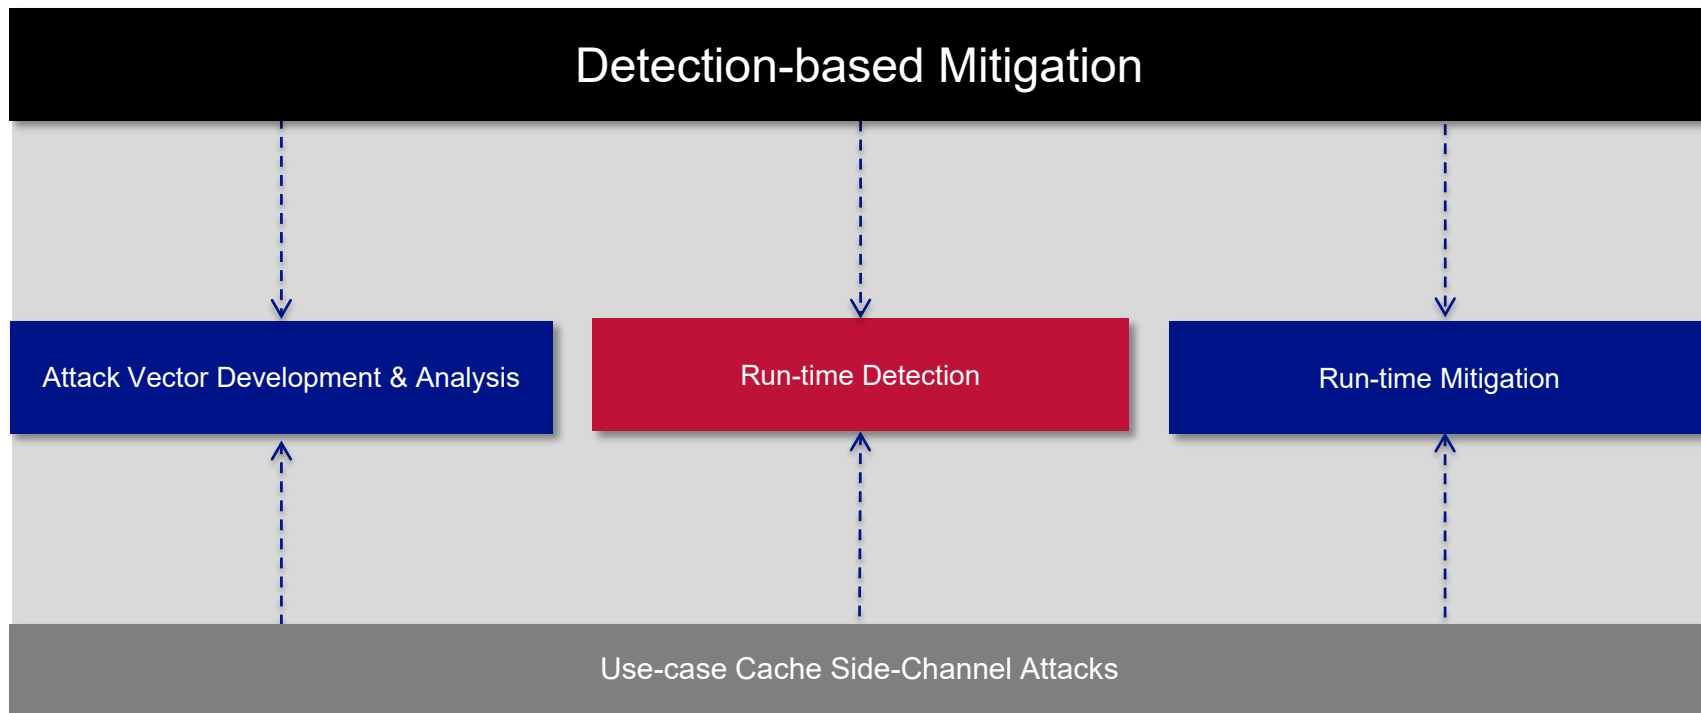 Detection-based Mitigation
Attack Vector Development & Analysis
Run-time Detection
Run-time Mitigation
Use-case Cache Side-Channel Attacks